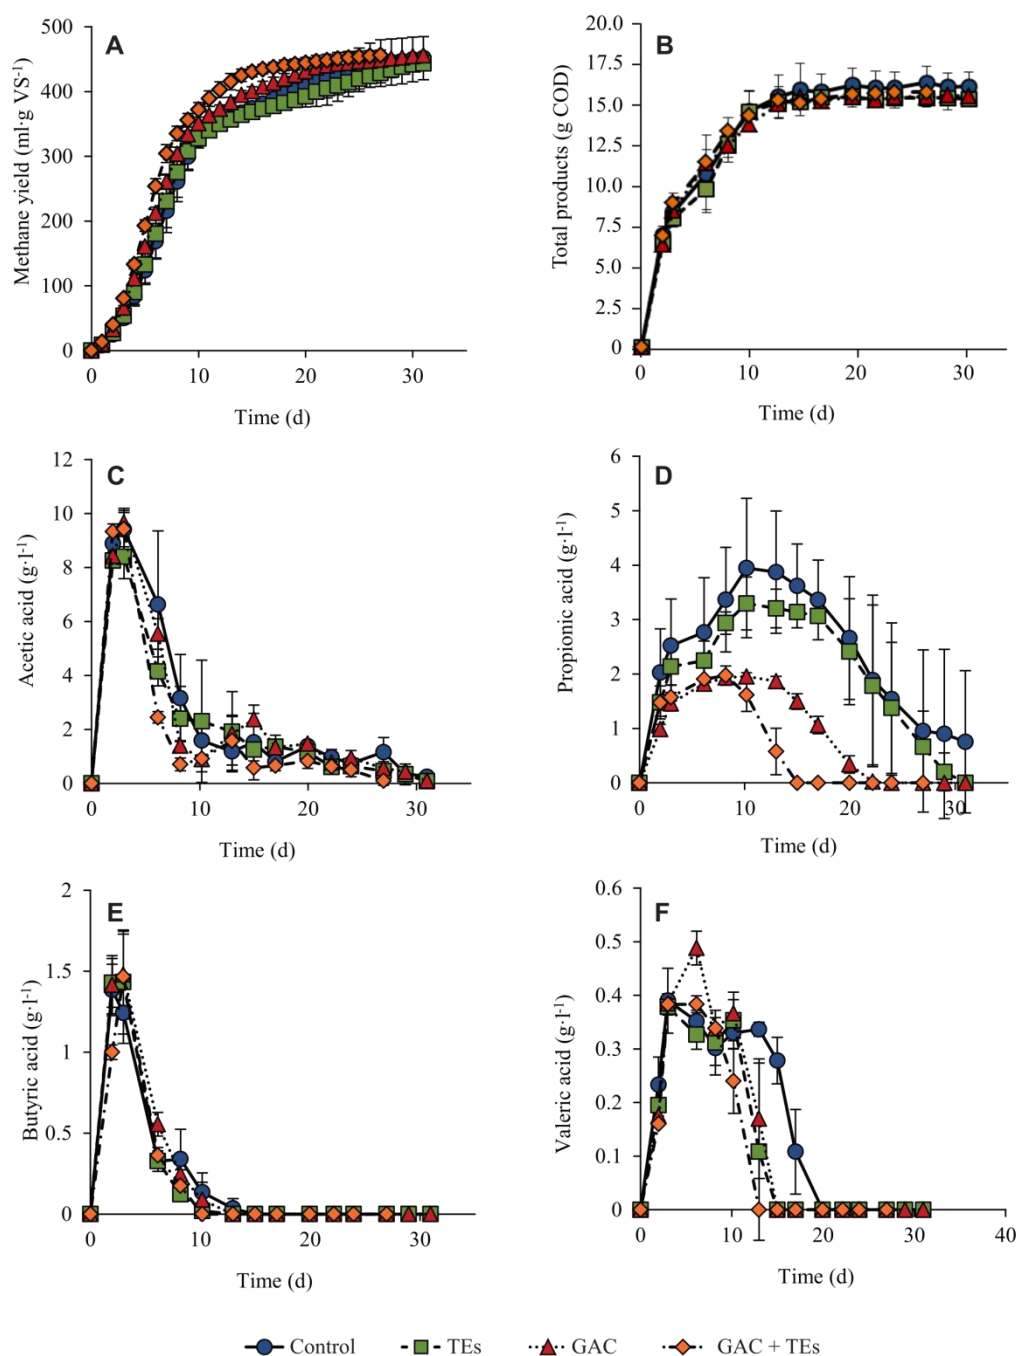 A
Methane yield (ml·g VS⁻¹)
500
400
300
200
100
0
0 10 20 30
Time (d)
B
Total products (g COD)
20.0
17.5
15.0
12.5
10.0
7.5
5.0
2.5
0
0 10 20 30
Time (d)
C
Acetic acid (g·l⁻¹)
12
10
8
6
4
2
0
0 10 20 30
Time (d)
D
Propionic acid (g·l⁻¹)
6
5
4
3
2
1
0
0 10 20 30
Time (d)
E
Butyric acid (g·l⁻¹)
2
1.5
1
0.5
0
0 10 20 30
Time (d)
F
Valeric acid (g·l⁻¹)
0.6
0.5
0.4
0.3
0.2
0.1
0
0 10 20 30 40
Time (d)
Control TEs GAC GAC + TEs